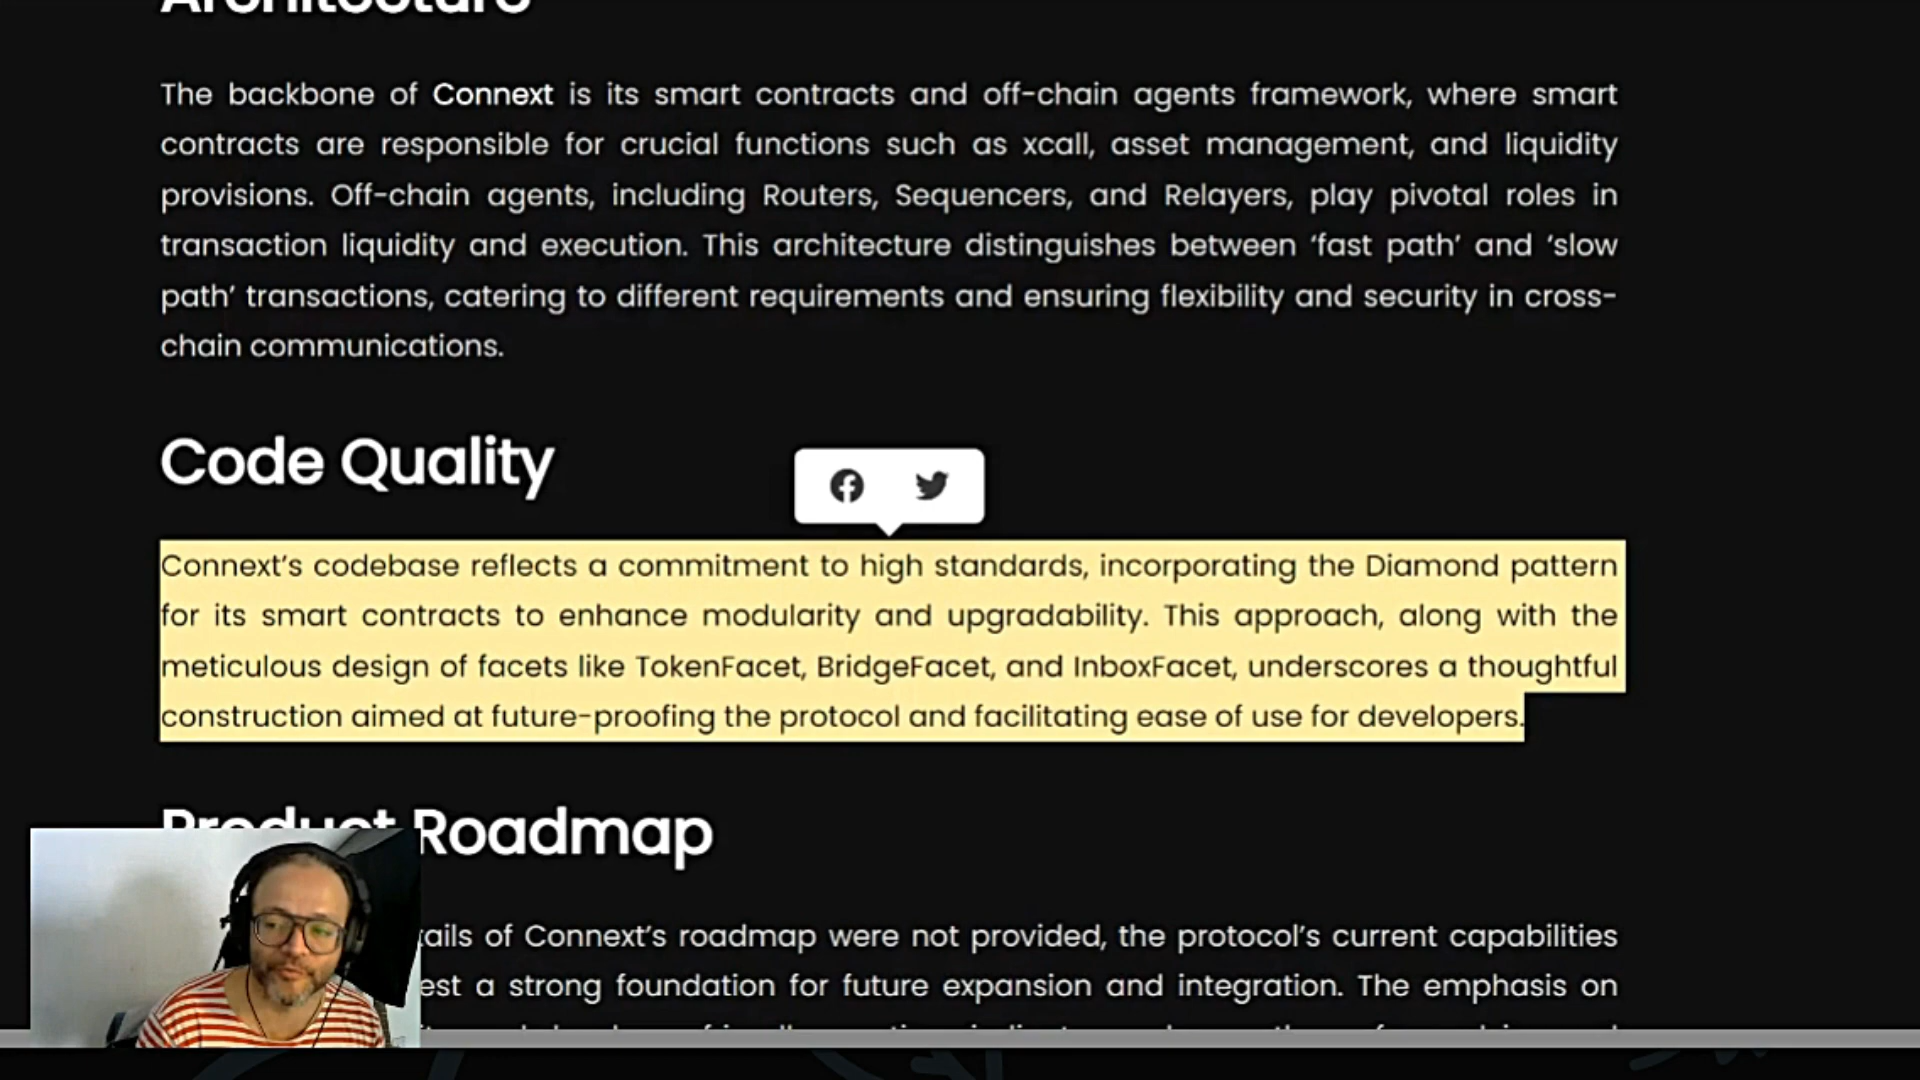 Architecture
The backbone of Connext is its smart contracts and off-chain agents framework, where smart
contracts are responsible for crucial functions such as xcall, asset management, and liquidity
provisions. Off-chain agents, including Routers, Sequencers, and Relayers, play pivotal roles in
transaction liquidity and execution. This architecture distinguishes between ‘fast path’ and ‘slow
path’ transactions, catering to different requirements and ensuring flexibility and security in cross-
chain communications.
Code Quality
Connext’s codebase reflects a commitment to high standards, incorporating the Diamond pattern
for its smart contracts to enhance modularity and upgradability. This approach, along with the
meticulous design of facets like TokenFacet, BridgeFacet, and InboxFacet, underscores a thoughtful
construction aimed at future-proofing the protocol and facilitating ease of use for developers.
Product Roadmap
of Connext’s roadmap were not provided, the protocol’s current capabilities
a strong foundation for future expansion and integration. The emphasis on